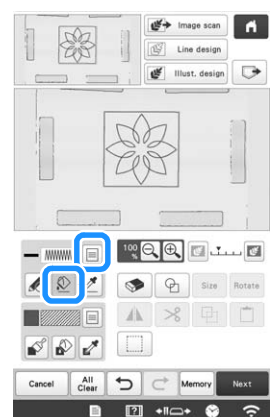 Image scan
Line design
Illust. design
100 %
Size
Rotate
Cancel
All Clear
Memory
Next